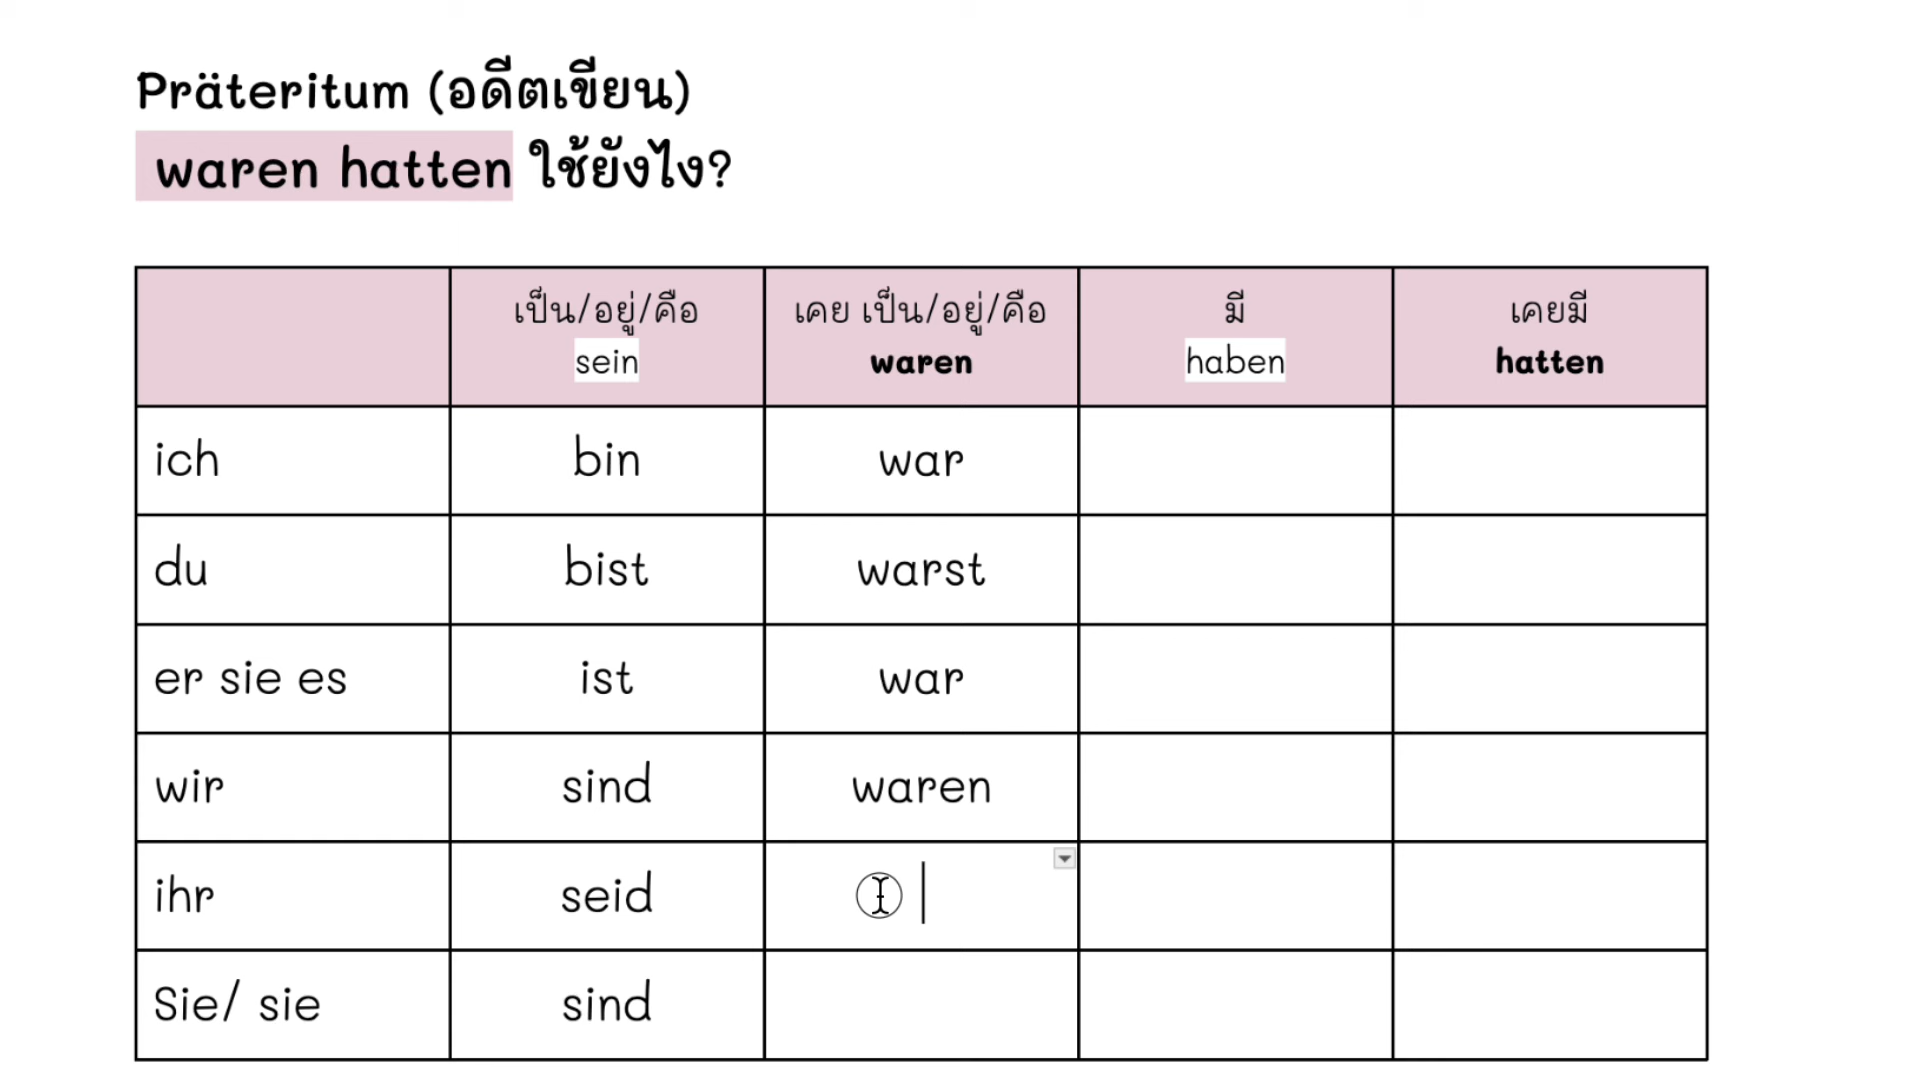 Präteritum (อดีตเขียน)
waren hatten ใช้ยังไง?
เป็น/อยู่/คือ เคย เป็น/อยู่/คือ มี เคยมี
sein waren haben hatten
ich bin war
du bist warst
er sie es ist war
wir sind waren
ihr seid
Sie/ sie sind